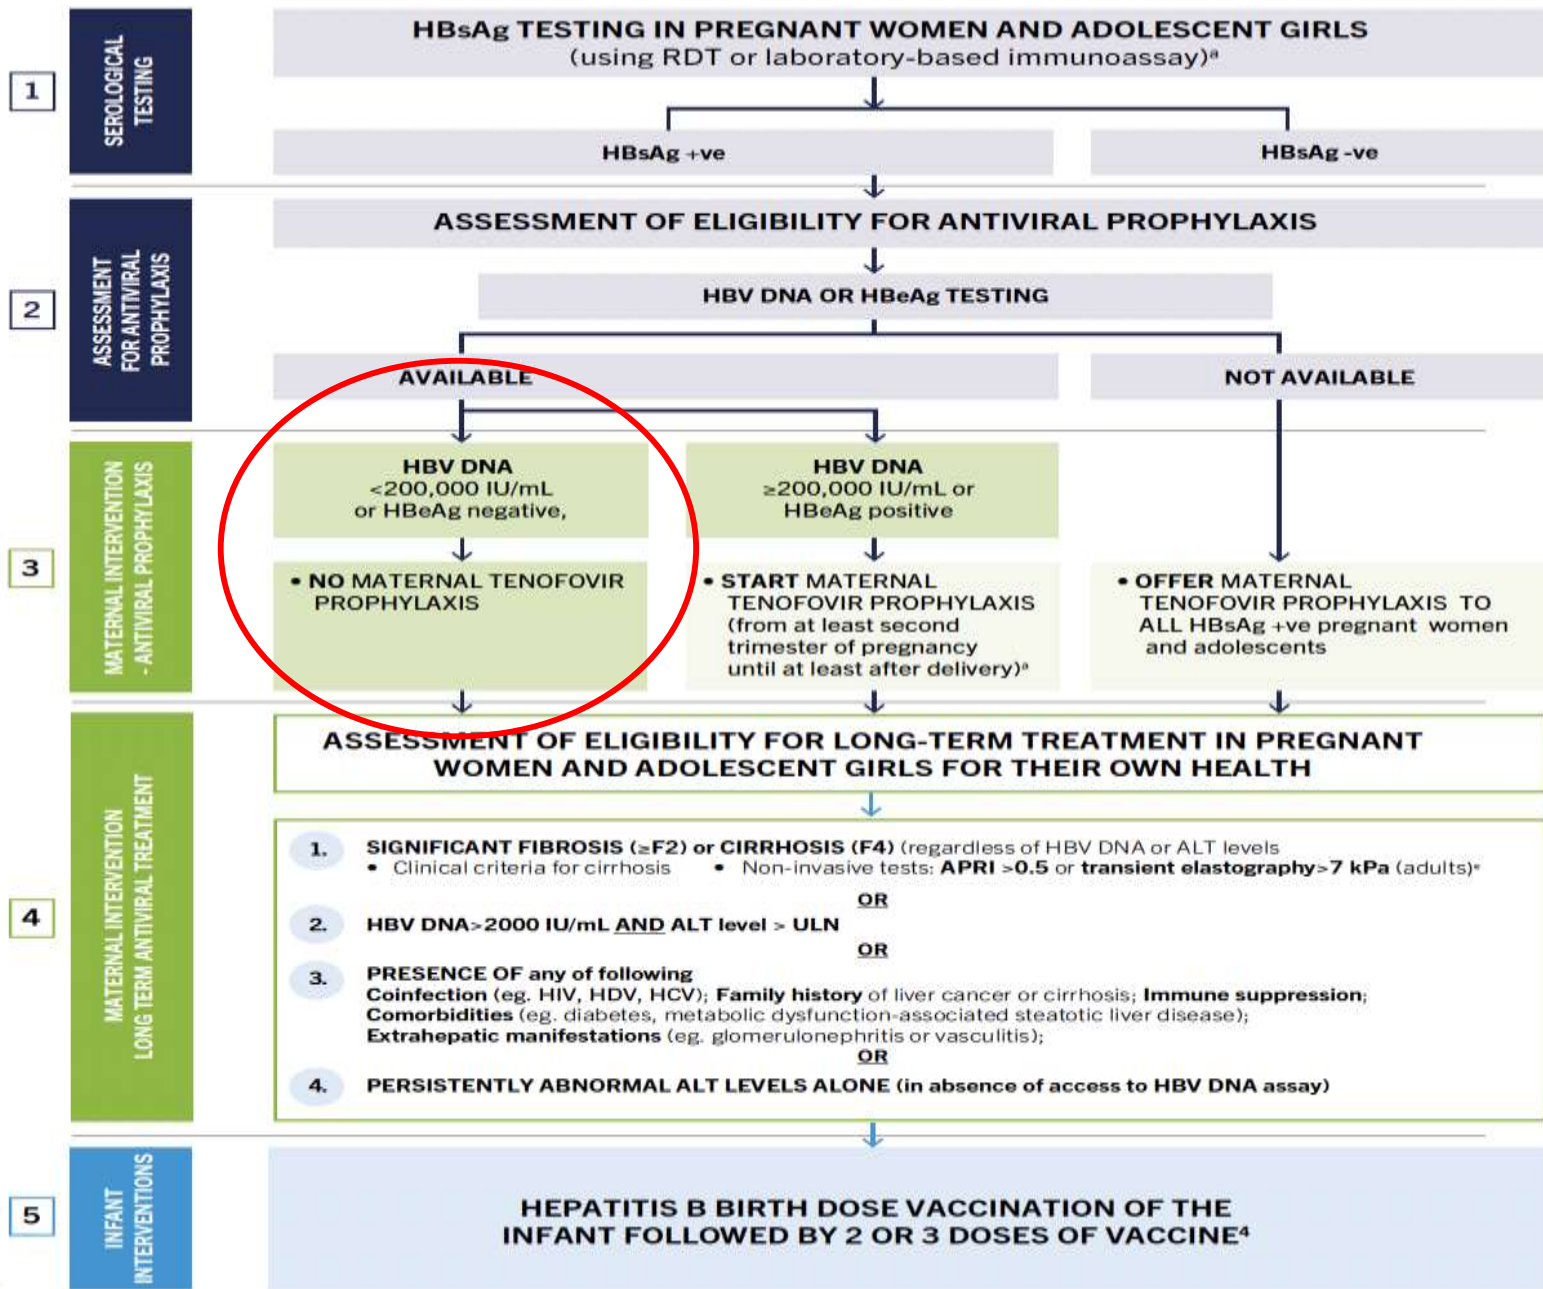 1
SEROLOGICAL
TESTING
HBsAg TESTING IN PREGNANT WOMEN AND ADOLESCENT GIRLS
(using RDT or laboratory-based immunoassay)ᵃ
HBsAg +ve
HBsAg -ve
2
ASSESSMENT
FOR ANTIVIRAL
PROPHYLAXIS
ASSESSMENT OF ELIGIBILITY FOR ANTIVIRAL PROPHYLAXIS
HBV DNA OR HBeAg TESTING
AVAILABLE
NOT AVAILABLE
3
MATERNAL INTERVENTION
- ANTIVIRAL PROPHYLAXIS
HBV DNA
<200,000 IU/mL
or HBeAg negative,
HBV DNA
≥200,000 IU/mL or
HBeAg positive
• NO MATERNAL TENOFOVIR
PROPHYLAXIS
• START MATERNAL
TENOFOVIR PROPHYLAXIS
(from at least second
trimester of pregnancy
until at least after delivery)ᵃ
• OFFER MATERNAL
TENOFOVIR PROPHYLAXIS TO
ALL HBsAg +ve pregnant women
and adolescents
4
MATERNAL INTERVENTION
LONG TERM ANTIVIRAL TREATMENT
ASSESSMENT OF ELIGIBILITY FOR LONG-TERM TREATMENT IN PREGNANT
WOMEN AND ADOLESCENT GIRLS FOR THEIR OWN HEALTH
1. SIGNIFICANT FIBROSIS (≥F2) or CIRRHOSIS (F4) (regardless of HBV DNA or ALT levels
• Clinical criteria for cirrhosis • Non-invasive tests: APRI >0.5 or transient elastography>7 kPa (adults)
OR
2. HBV DNA>2000 IU/mL AND ALT level > ULN
OR
3. PRESENCE OF any of following
Coinfection (eg. HIV, HDV, HCV); Family history of liver cancer or cirrhosis; Immune suppression;
Comorbidities (eg. diabetes, metabolic dysfunction-associated steatotic liver disease);
Extrahepatic manifestations (eg. glomerulonephritis or vasculitis);
OR
4. PERSISTENTLY ABNORMAL ALT LEVELS ALONE (in absence of access to HBV DNA assay)
5
INFANT
INTERVENTIONS
HEPATITIS B BIRTH DOSE VACCINATION OF THE
INFANT FOLLOWED BY 2 OR 3 DOSES OF VACCINE⁴